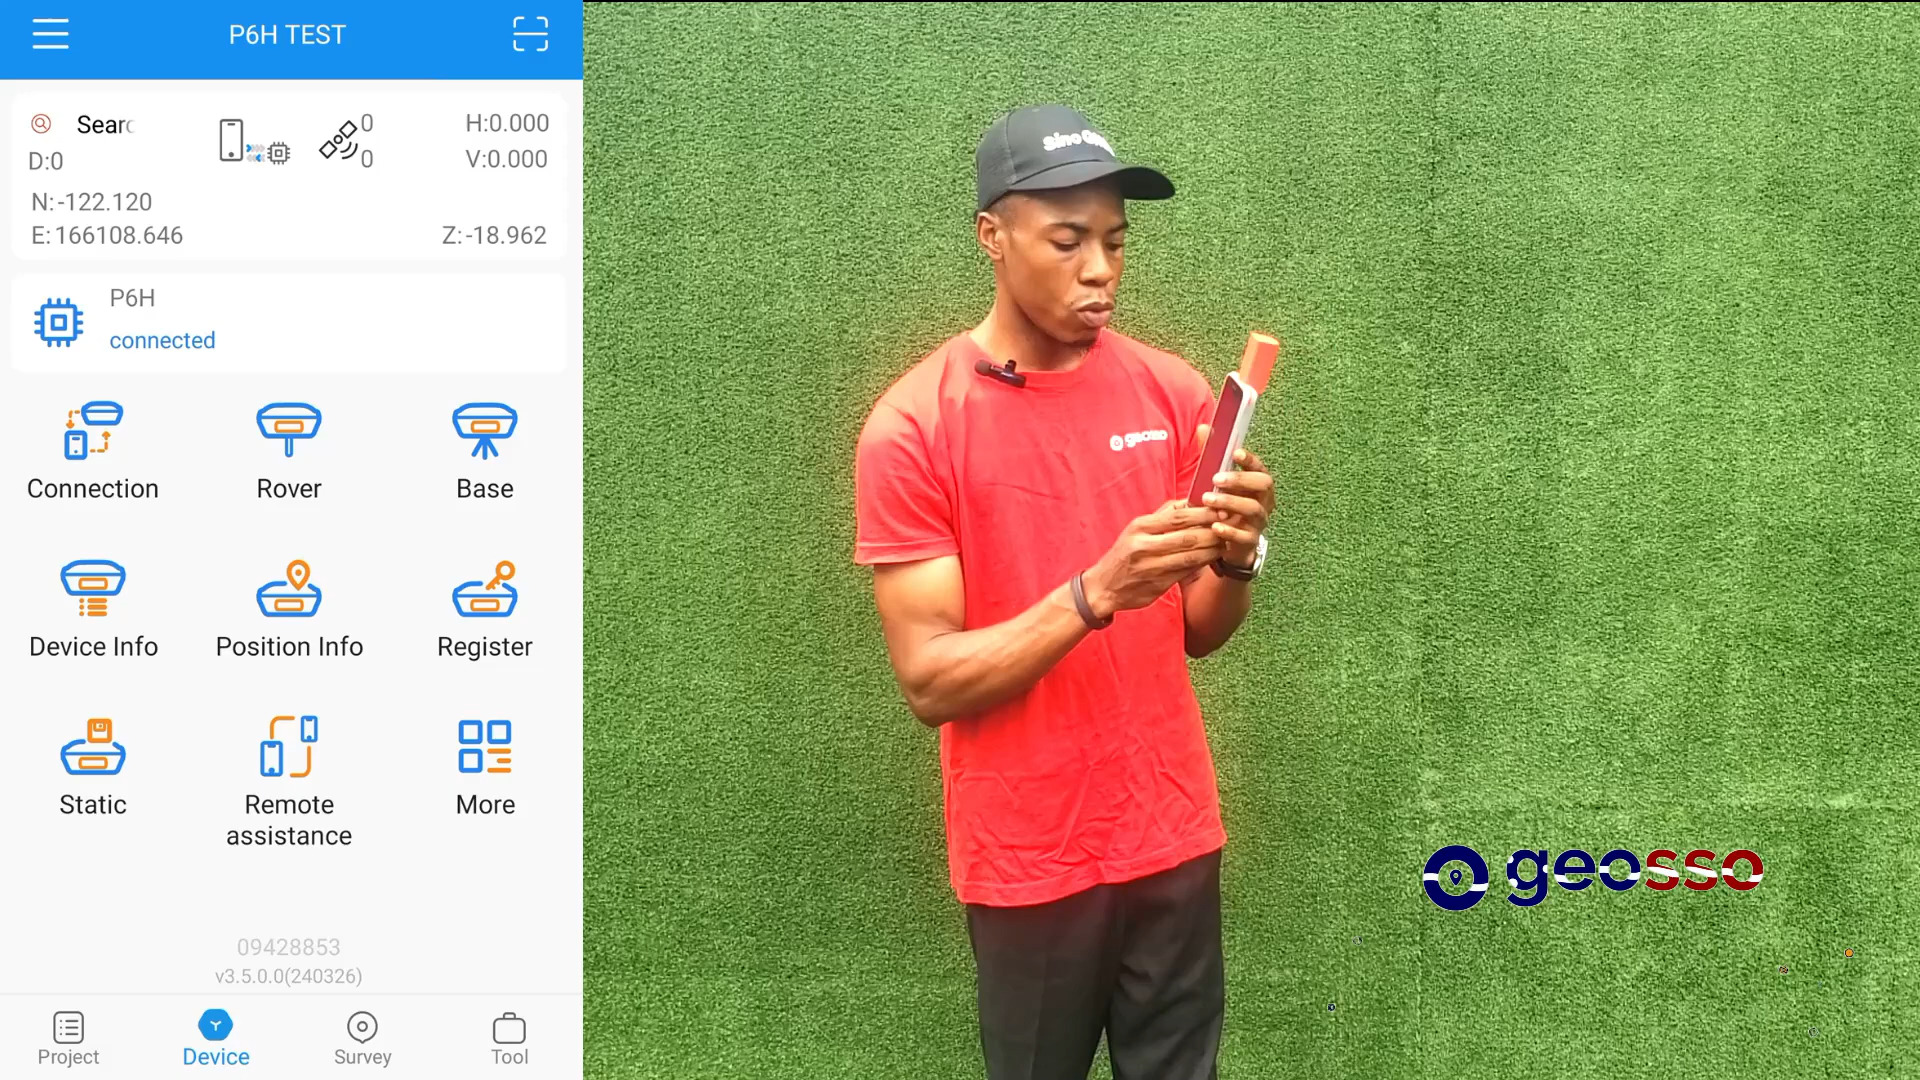 P6H TEST
D:0
0
0
H:0.000
V:0.000
N:-122.120
E:166108.646
Z:-18.962
P6H
connected
Connection
Rover
Base
Device Info
Position Info
Register
Static
Remote
assistance
More
09428853
v3.5.0.0(240326)
Project
Device
Survey
Tool
geosso
geosso